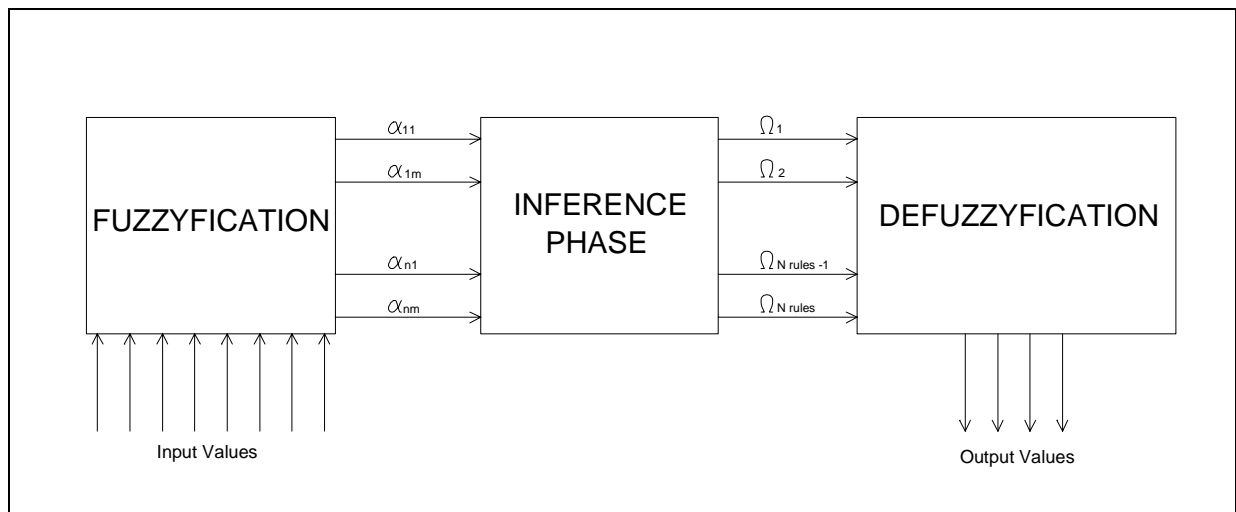 FUZZYFICATION
α11
α1m
αn1
αnm
INFERENCE
PHASE
Ω1
Ω2
ΩN rules -1
ΩN rules
DEFUZZYFICATION
Input Values
Output Values